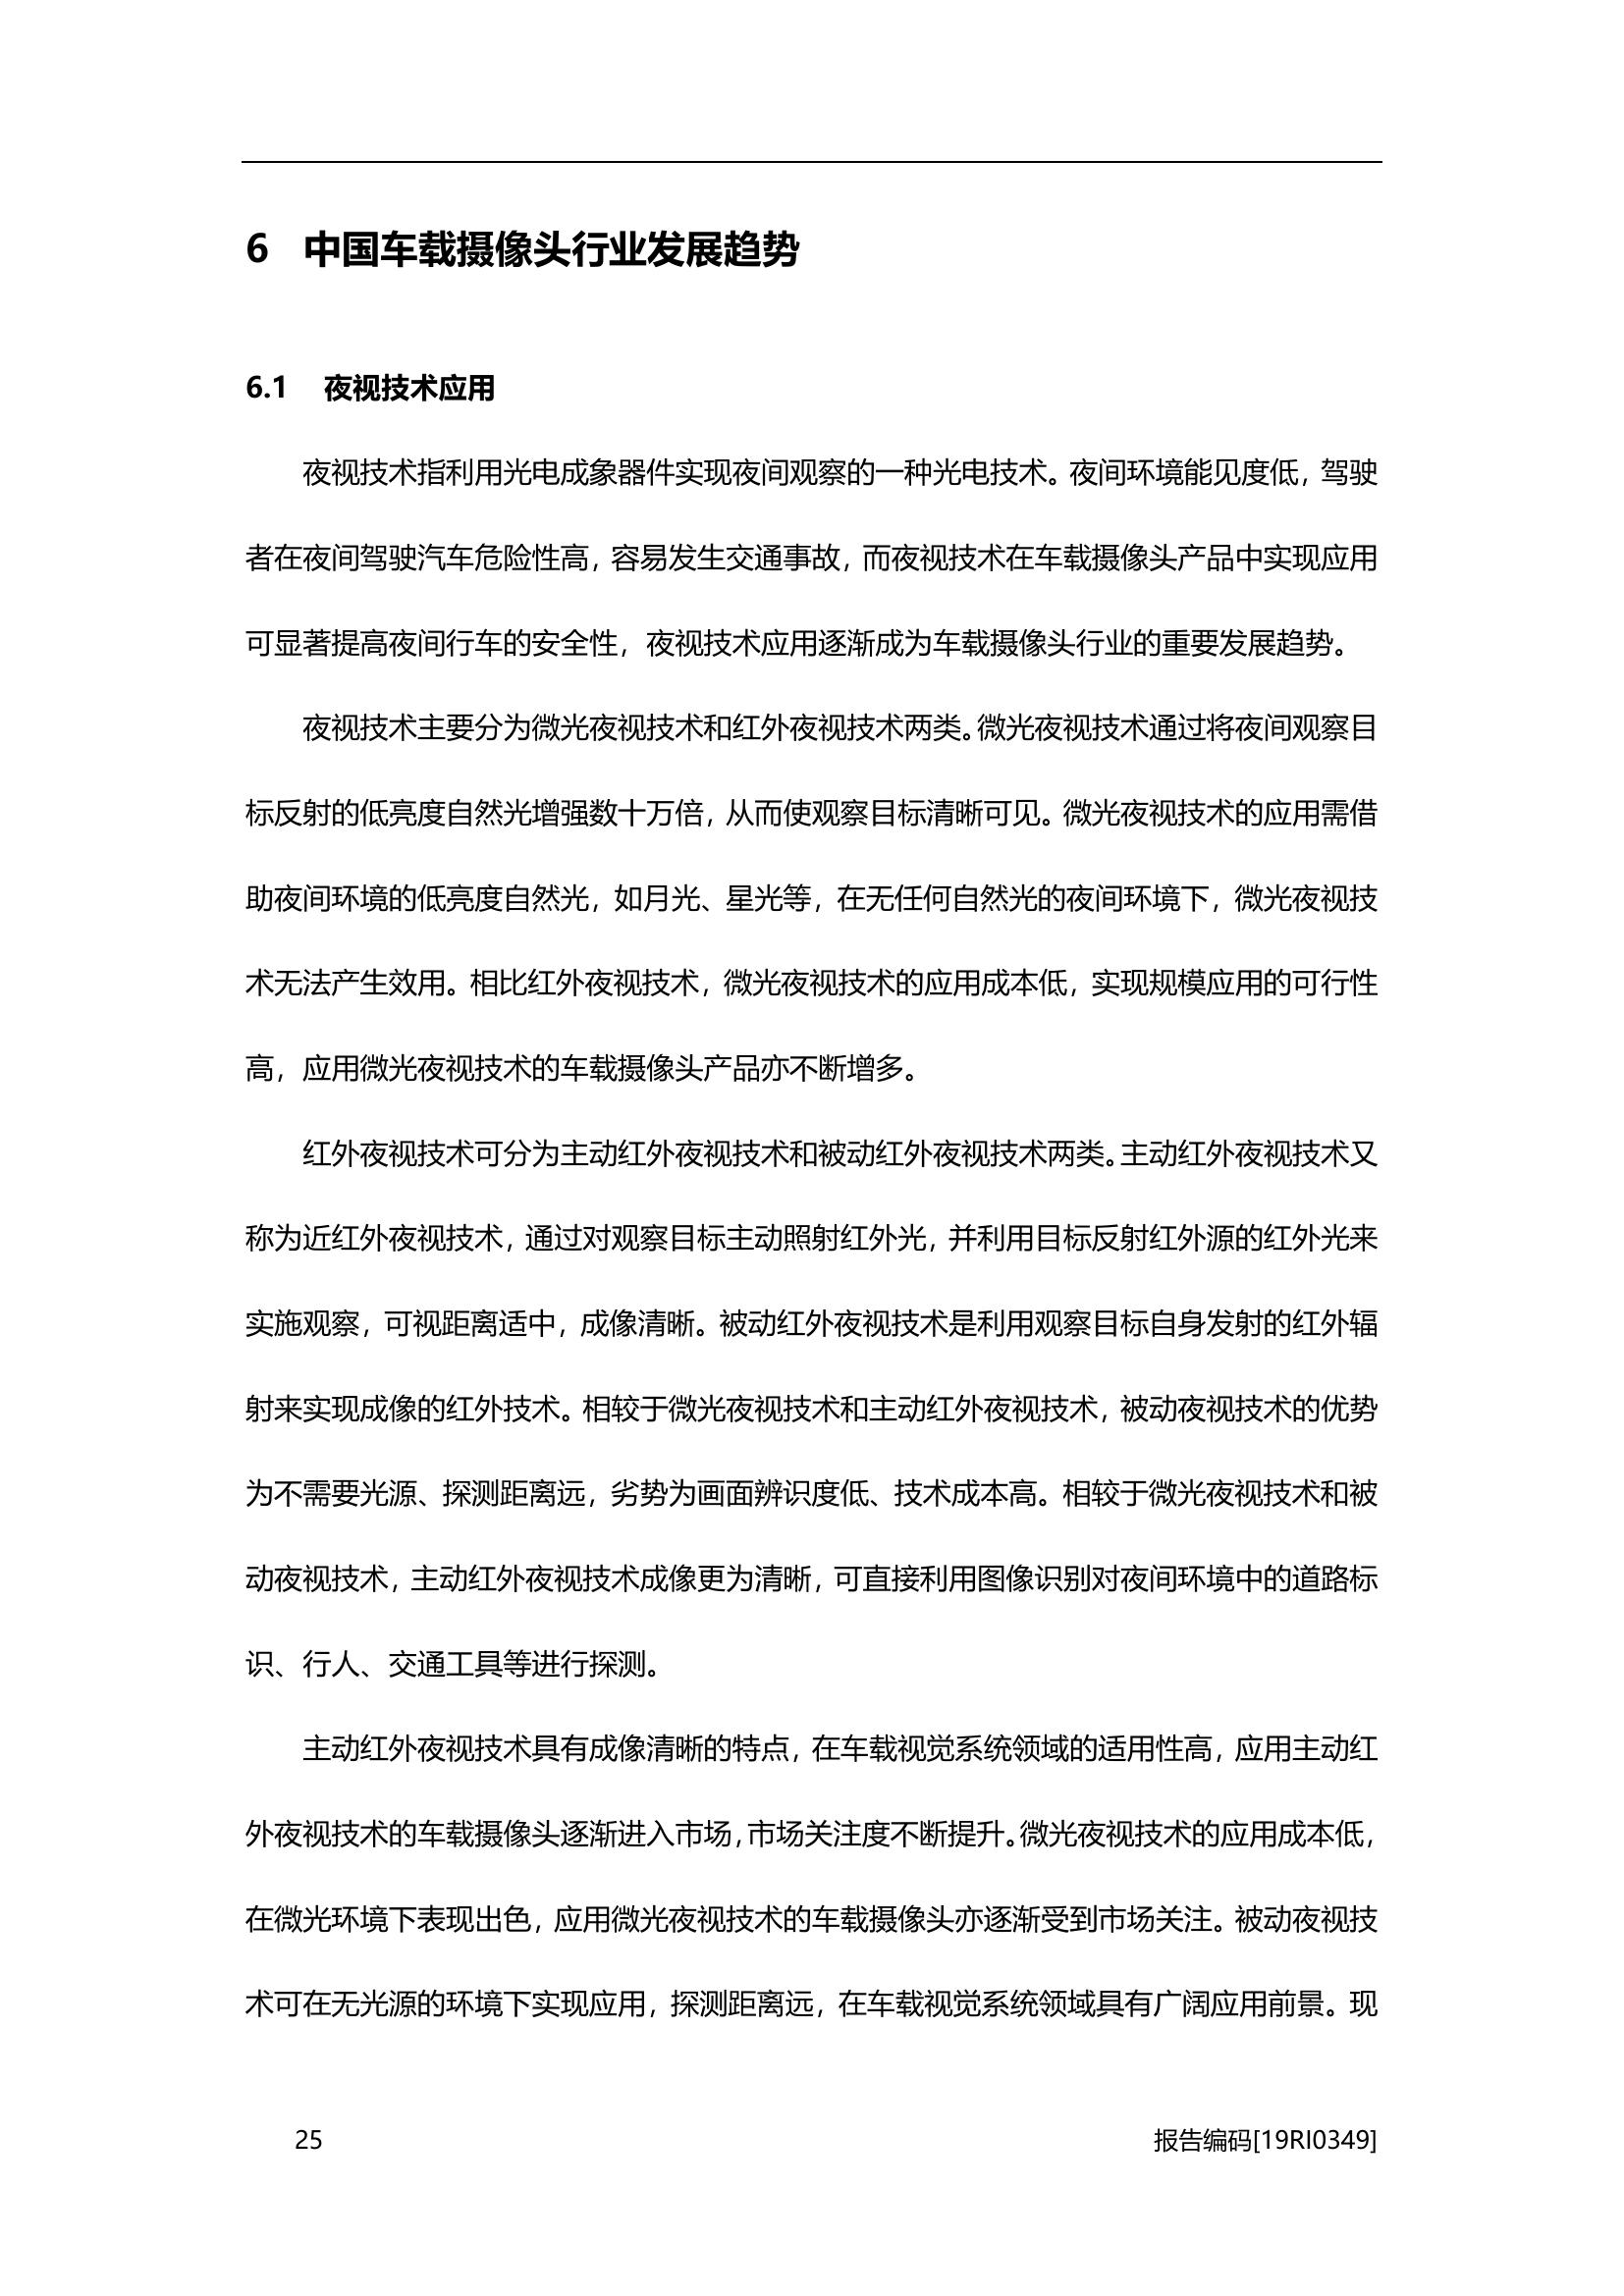 6 中国车载摄像头行业发展趋势
6.1 夜视技术应用
夜视技术指利用光电成象器件实现夜间观察的一种光电技术。夜间环境能见度低，驾驶
者在夜间驾驶汽车危险性高，容易发生交通事故，而夜视技术在车载摄像头产品中实现应用
可显著提高夜间行车的安全性，夜视技术应用逐渐成为车载摄像头行业的重要发展趋势。
夜视技术主要分为微光夜视技术和红外夜视技术两类。微光夜视技术通过将夜间观察目
标反射的低亮度自然光增强数十万倍，从而使观察目标清晰可见。微光夜视技术的应用需借
助夜间环境的低亮度自然光，如月光、星光等，在无任何自然光的夜间环境下，微光夜视技
术无法产生效用。相比红外夜视技术，微光夜视技术的应用成本低，实现规模应用的可行性
高，应用微光夜视技术的车载摄像头产品亦不断增多。
红外夜视技术可分为主动红外夜视技术和被动红外夜视技术两类。主动红外夜视技术又
称为近红外夜视技术，通过对观察目标主动照射红外光，并利用目标反射红外源的红外光来
实施观察，可视距离适中，成像清晰。被动红外夜视技术是利用观察目标自身发射的红外辐
射来实现成像的红外技术。相较于微光夜视技术和主动红外夜视技术，被动夜视技术的优势
为不需要光源、探测距离远，劣势为画面辨识度低、技术成本高。相较于微光夜视技术和被
动夜视技术，主动红外夜视技术成像更为清晰，可直接利用图像识别对夜间环境中的道路标
识、行人、交通工具等进行探测。
主动红外夜视技术具有成像清晰的特点，在车载视觉系统领域的适用性高，应用主动红
外夜视技术的车载摄像头逐渐进入市场，市场关注度不断提升。微光夜视技术的应用成本低，
在微光环境下表现出色，应用微光夜视技术的车载摄像头亦逐渐受到市场关注。被动夜视技
术可在无光源的环境下实现应用，探测距离远，在车载视觉系统领域具有广阔应用前景。现
25 报告编码[19RI0349]